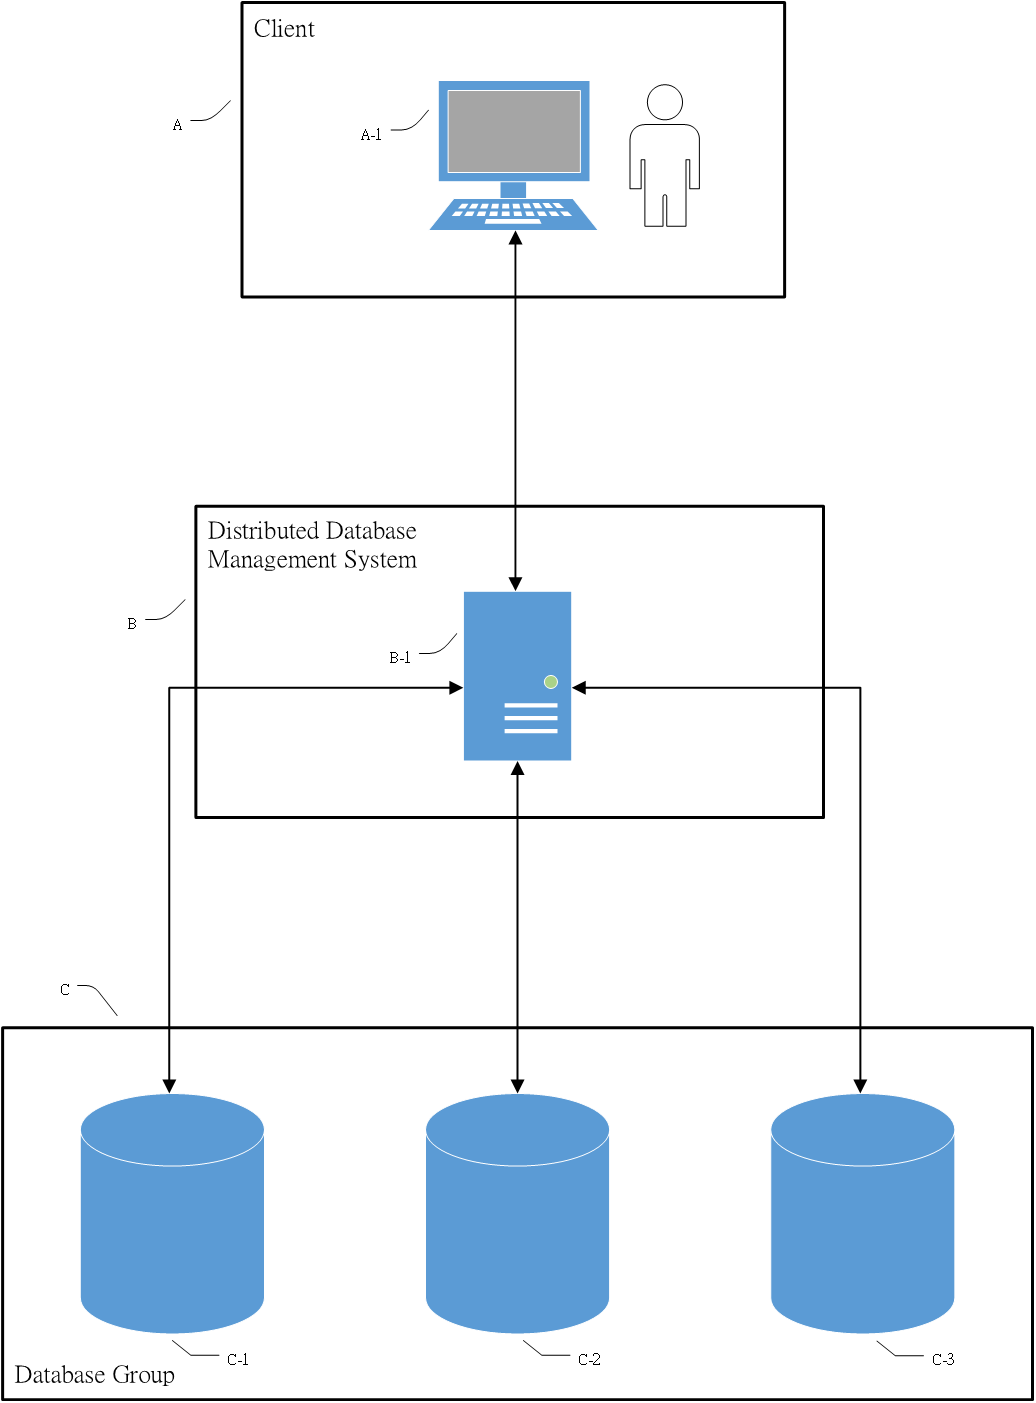 Client
A
A-1
Distributed Database
Management System
B
B-1
C
C-1
C-2
C-3
Database Group